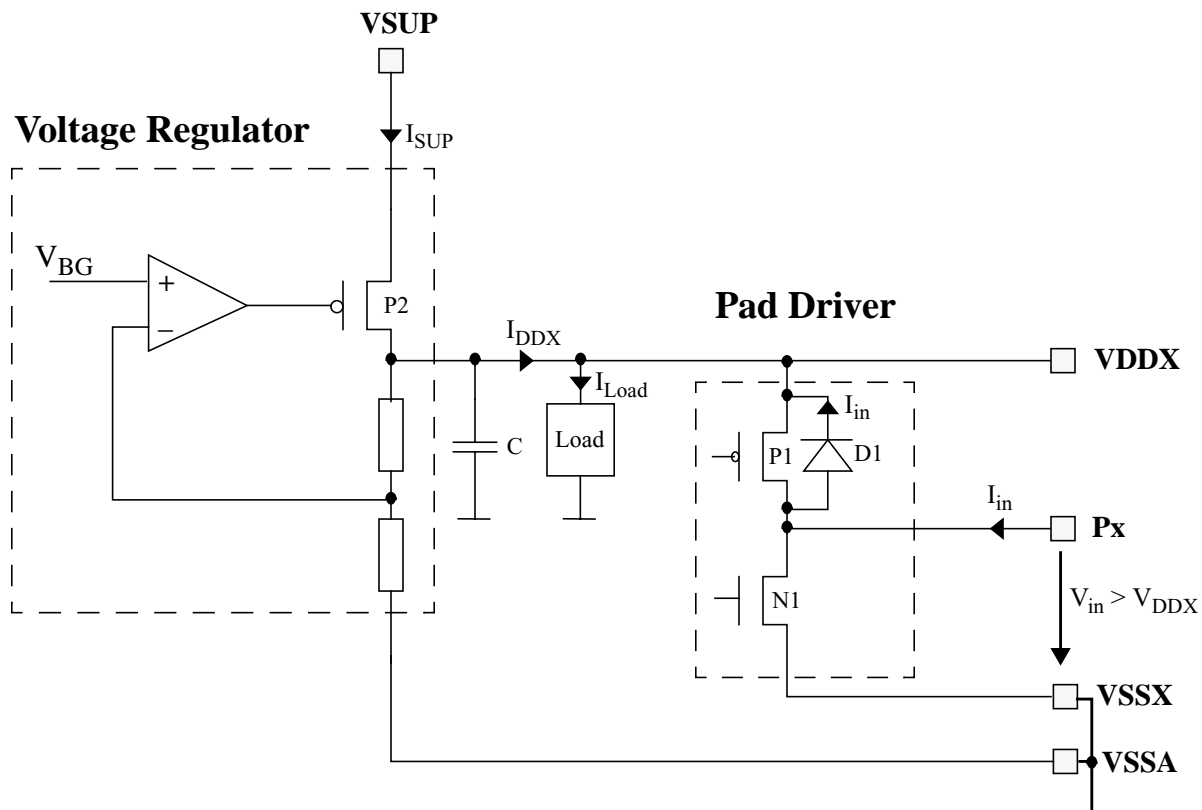 VSUP
Voltage Regulator
I_SUP
V_BG
+
−
P2
Pad Driver
I_DDX
VDDX
I_Load
I_in
Load
C
P1
D1
I_in
Px
N1
V_in > V_DDX
VSSX
VSSA